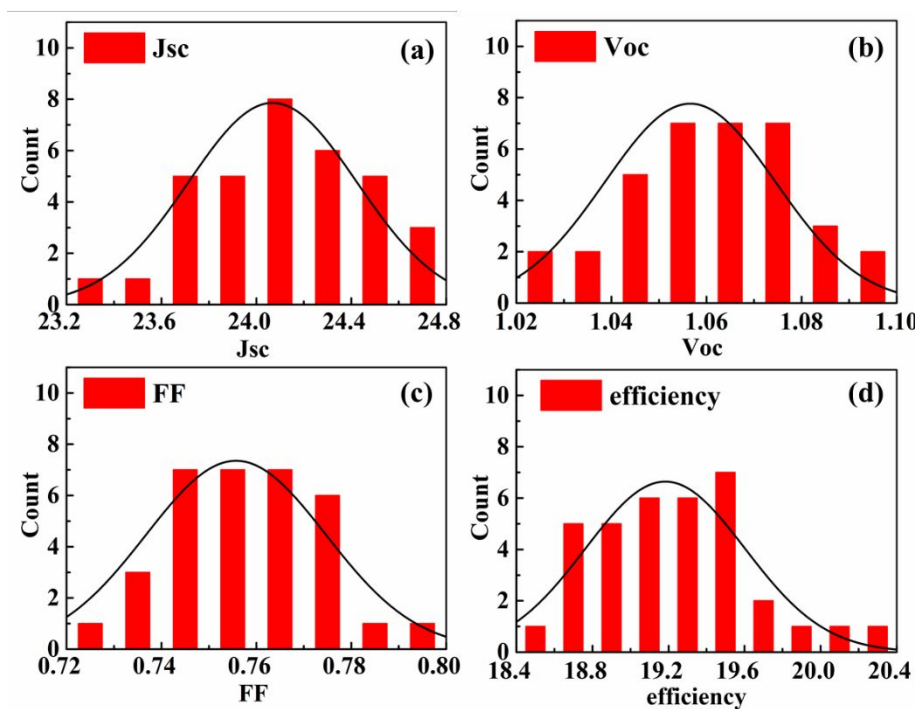 Jsc
(a)
10
8
6
4
2
0
Count
23.2 23.6 24.0 24.4 24.8
Jsc
Voc
(b)
10
8
6
4
2
0
Count
1.02 1.04 1.06 1.08 1.10
Voc
FF
(c)
10
8
6
4
2
0
Count
0.72 0.74 0.76 0.78 0.80
FF
efficiency
(d)
10
8
6
4
2
0
Count
18.4 18.8 19.2 19.6 20.0 20.4
efficiency